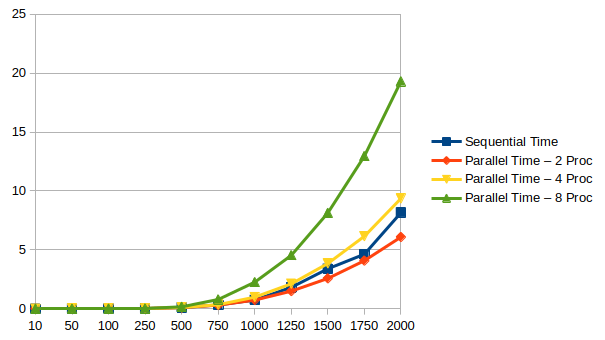 25
20
15
10
5
0
10 50 100 250 500 750 1000 1250 1500 1750 2000
Sequential Time
Parallel Time – 2 Proc
Parallel Time – 4 Proc
Parallel Time – 8 Proc